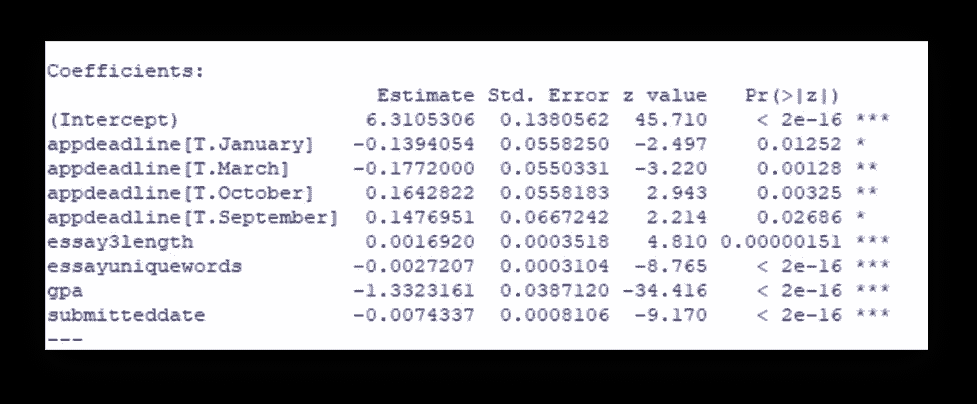 Coefficients:
Estimate Std. Error z value Pr(>|z|)
(Intercept) 6.3105306 0.1380562 45.710 < 2e-16 ***
appdeadline[T.January] -0.1394054 0.0558250 -2.497 0.01252 *
appdeadline[T.March] -0.1772000 0.0550331 -3.220 0.00128 **
appdeadline[T.October] 0.1642822 0.0558183 2.943 0.00325 **
appdeadline[T.September] 0.1476951 0.0667242 2.214 0.02686 *
essay3length 0.0016920 0.0003518 4.810 0.00000151 ***
essayuniquewords -0.0027207 0.0003104 -8.765 < 2e-16 ***
gpa -1.3323161 0.0387120 -34.416 < 2e-16 ***
submitteddate -0.0074337 0.0008106 -9.170 < 2e-16 ***
---